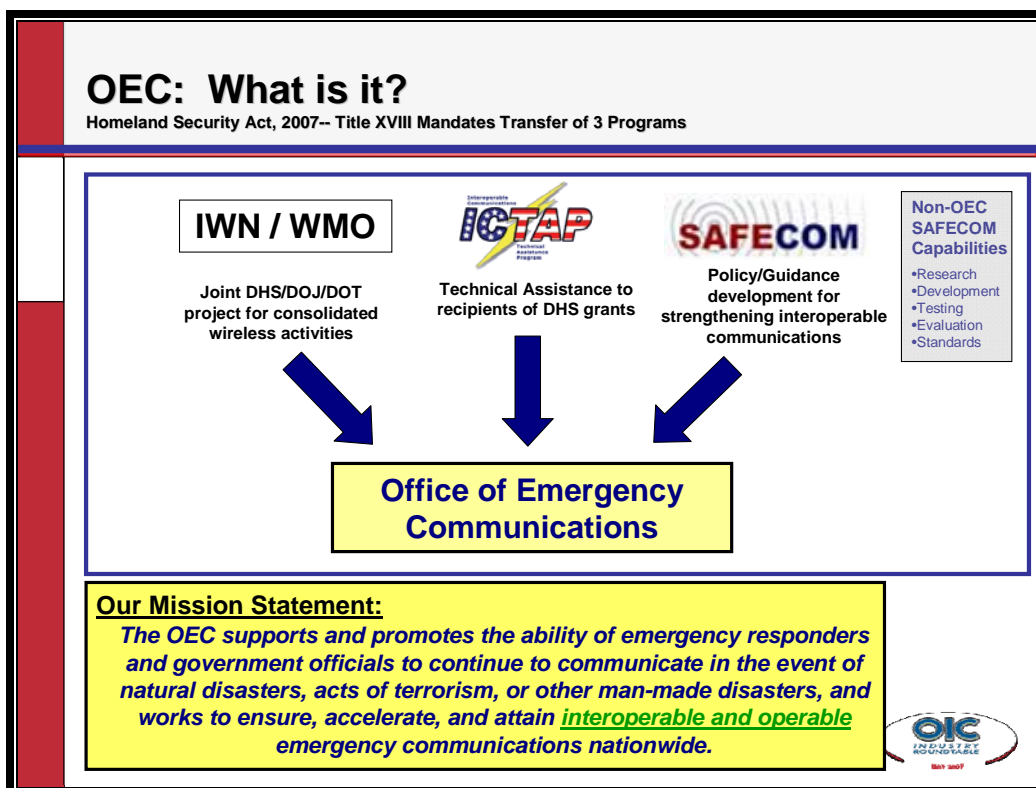 OEC:  What is it?
Homeland Security Act, 2007-- Title XVIII Mandates Transfer of 3 Programs
IWN / WMO
Joint DHS/DOJ/DOT
project for consolidated
wireless activities
Interoperable
Communications
ICTAP
Technical
Assistance
Program
Technical Assistance to
recipients of DHS grants
SAFECOM
Policy/Guidance
development for
strengthening interoperable
communications
Non-OEC
SAFECOM
Capabilities
•Research
•Development
•Testing
•Evaluation
•Standards
Office of Emergency
Communications
Our Mission Statement:
The OEC supports and promotes the ability of emergency responders
and government officials to continue to communicate in the event of
natural disasters, acts of terrorism, or other man-made disasters, and
works to ensure, accelerate, and attain interoperable and operable
emergency communications nationwide.
OIC
INDUSTRY
ROUNDTABLE
MAY 2007